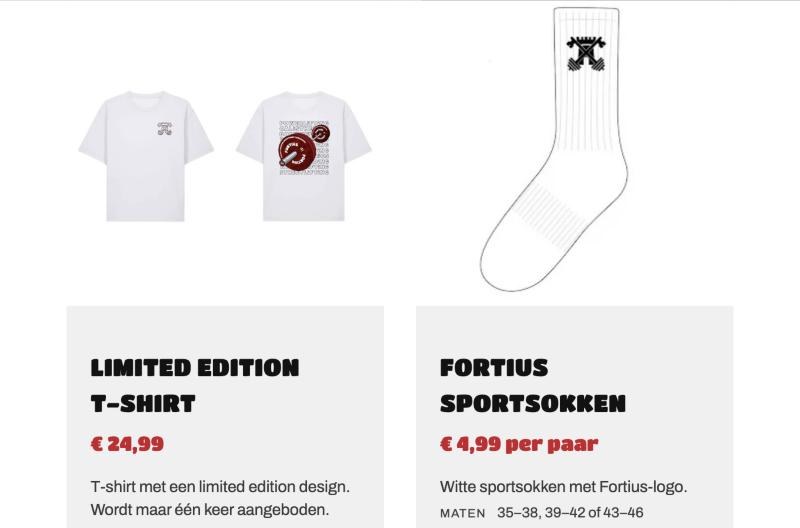 LIMITED EDITION
T-SHIRT
€ 24,99
T-shirt met een limited edition design.
Wordt maar één keer aangeboden.
FORTIUS
SPORTSOKKEN
€ 4,99 per paar
Witte sportsokken met Fortius-logo.
MATEN 35–38, 39–42 of 43–46